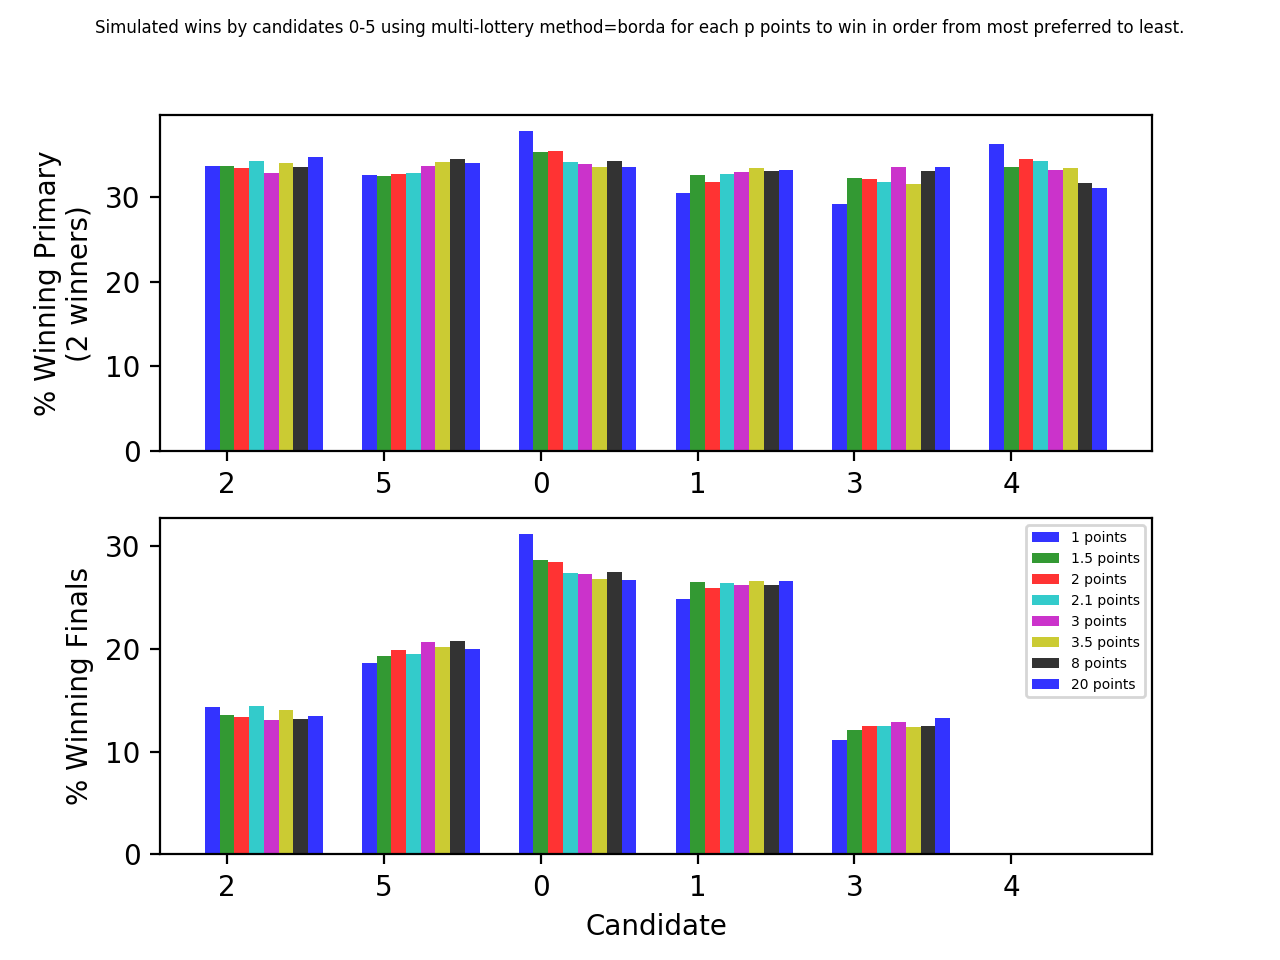 Simulated wins by candidates 0-5 using multi-lottery method=borda for each p points to win in order from most preferred to least.
% Winning Primary
(2 winners)
30
20
10
0
2 5 0 1 3 4
% Winning Finals
30
20
10
0
1 points
1.5 points
2 points
2.1 points
3 points
3.5 points
8 points
20 points
2 5 0 1 3 4
Candidate